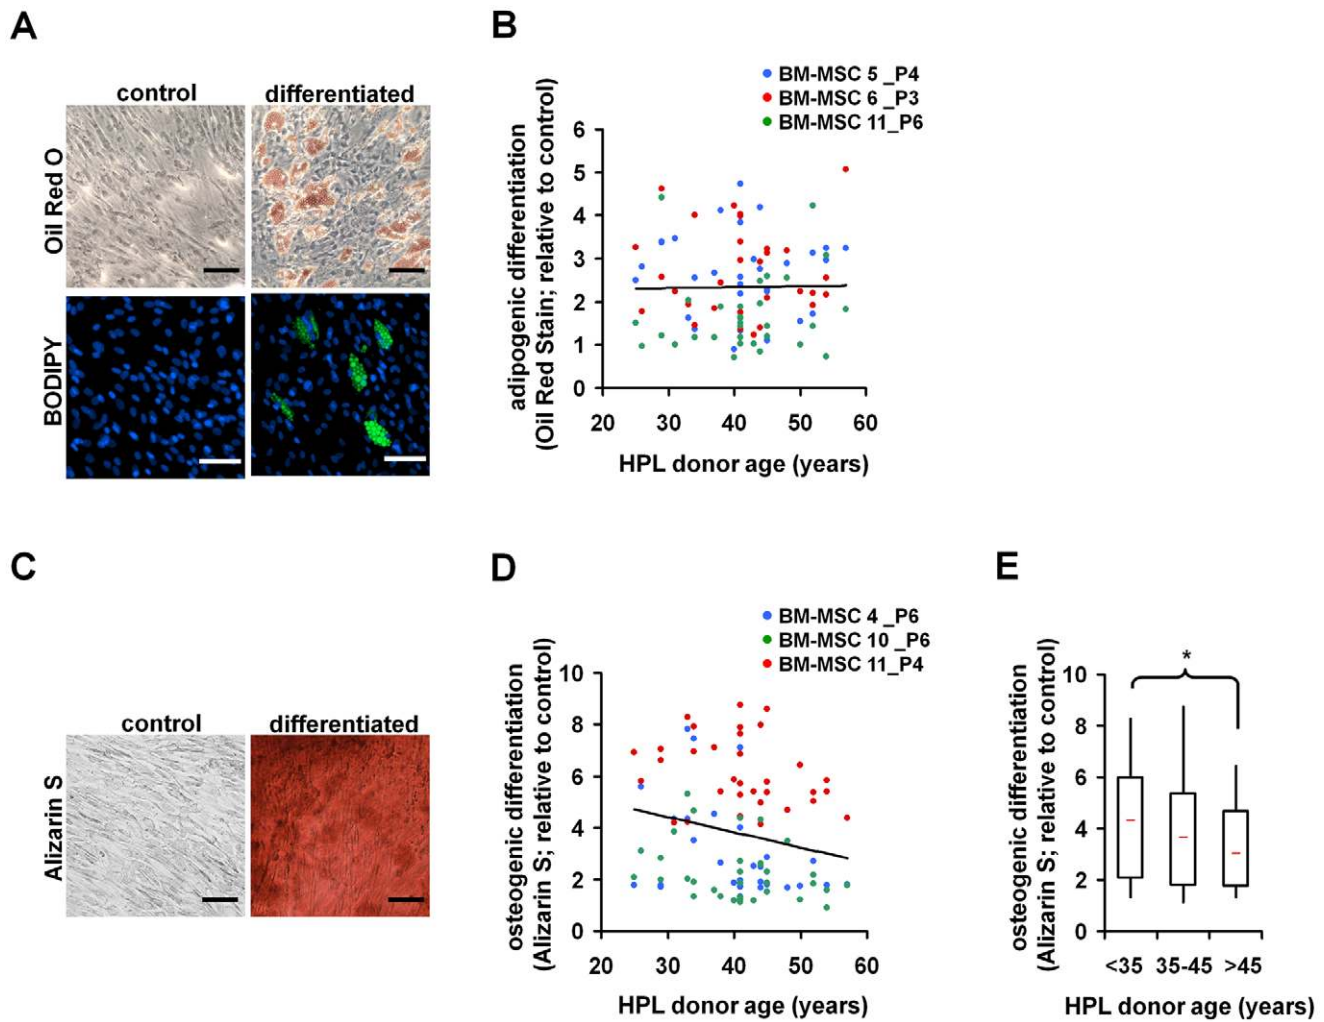 A
control
differentiated
Oil Red O
BODIPY
B
BM-MSC 5 _P4
BM-MSC 6 _P3
BM-MSC 11_P6
adipogenic differentiation
(Oil Red Stain; relative to control)
6
5
4
3
2
1
0
20 30 40 50 60
HPL donor age (years)
C
control
differentiated
Alizarin S
D
BM-MSC 4 _P6
BM-MSC 10 _P6
BM-MSC 11_P4
osteogenic differentiation
(Alizarin S; relative to control)
10
8
6
4
2
0
20 30 40 50 60
HPL donor age (years)
E
*
osteogenic differentiation
(Alizarin S; relative to control)
10
8
6
4
2
0
<35 35-45 >45
HPL donor age (years)